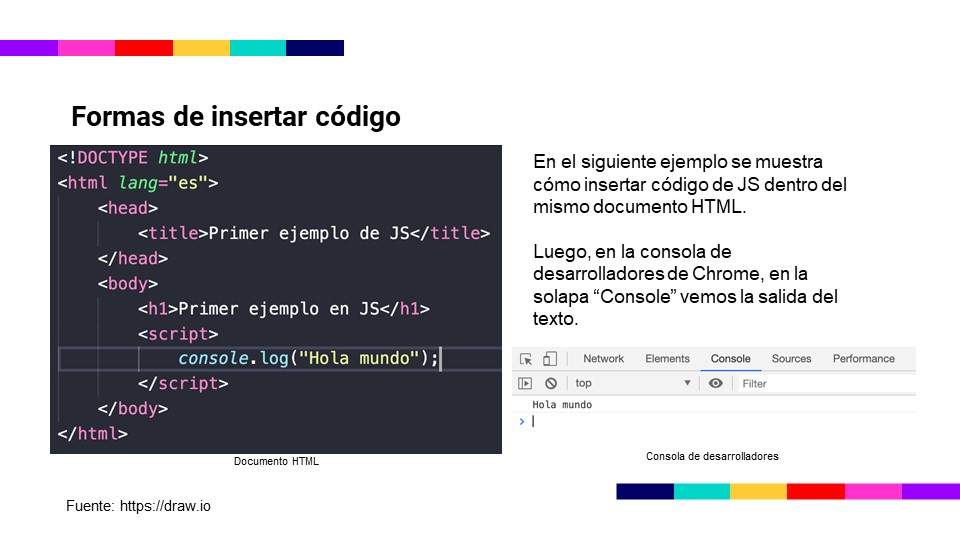 Formas de insertar código
<!DOCTYPE html>
<html lang="es">
<head>
<title>Primer ejemplo de JS</title>
</head>
<body>
<h1>Primer ejemplo en JS</h1>
<script>
console.log("Hola mundo");
</script>
</body>
</html>
Documento HTML
En el siguiente ejemplo se muestra
cómo insertar código de JS dentro del
mismo documento HTML.
Luego, en la consola de
desarrolladores de Chrome, en la
solapa “Console” vemos la salida del
texto.
Network Elements Console Sources Performance
top Filter
Hola mundo
Consola de desarrolladores
Fuente: https://draw.io